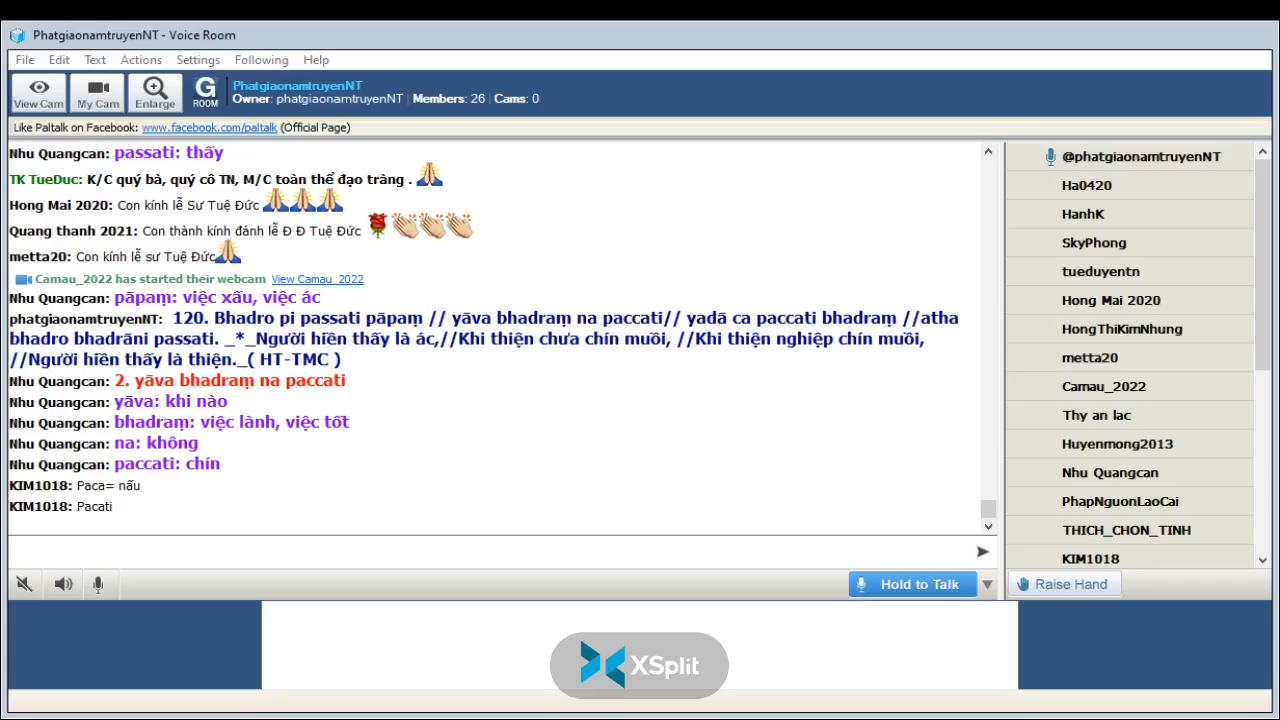 PhatgiaonamtruyenNT - Voice Room
File Edit Text Actions Settings Following Help
View Cam My Cam Enlarge G ROOM
PhatgiaonamtruyenNT
Owner: phatgiaonamtruyenNT | Members: 26 | Cams: 0
Like Paltalk on Facebook: www.facebook.com/paltalk (Official Page)
Nhu Quangcan: passati: thấy
TK TueDuc: K/C quý bà, quý cô TN, M/C toàn thể đạo tràng .
Hong Mai 2020: Con kính lễ Sư Tuệ Đức
Quang thanh 2021: Con thành kính đảnh lễ Đ Đ Tuệ Đức
metta20: Con kính lễ sư Tuệ Đức
Camau_2022 has started their webcam View Camau_2022
Nhu Quangcan: pāpaṃ: việc xấu, việc ác
phatgiaonamtruyenNT: 120. Bhadro pi passati pāpaṃ // yāva bhadraṃ na paccati// yadā ca paccati bhadraṃ //atha
bhadro bhadrāni passati. _*_Người hiền thấy là ác,//Khi thiện chưa chín muồi, //Khi thiện nghiệp chín muồi,
//Người hiền thấy là thiện._( HT-TMC )
Nhu Quangcan: 2. yāva bhadraṃ na paccati
Nhu Quangcan: yāva: khi nào
Nhu Quangcan: bhadraṃ: việc lành, việc tốt
Nhu Quangcan: na: không
Nhu Quangcan: paccati: chín
KIM1018: Paca= nấu
KIM1018: Pacati
@phatgiaonamtruyenNT
Ha0420
HanhK
SkyPhong
tueduyentn
Hong Mai 2020
HongThiKimNhung
metta20
Camau_2022
Thy an lac
Huyenmong2013
Nhu Quangcan
PhapNguonLaoCai
THICH_CHON_TINH
KIM1018
Hold to Talk
Raise Hand
XSplit